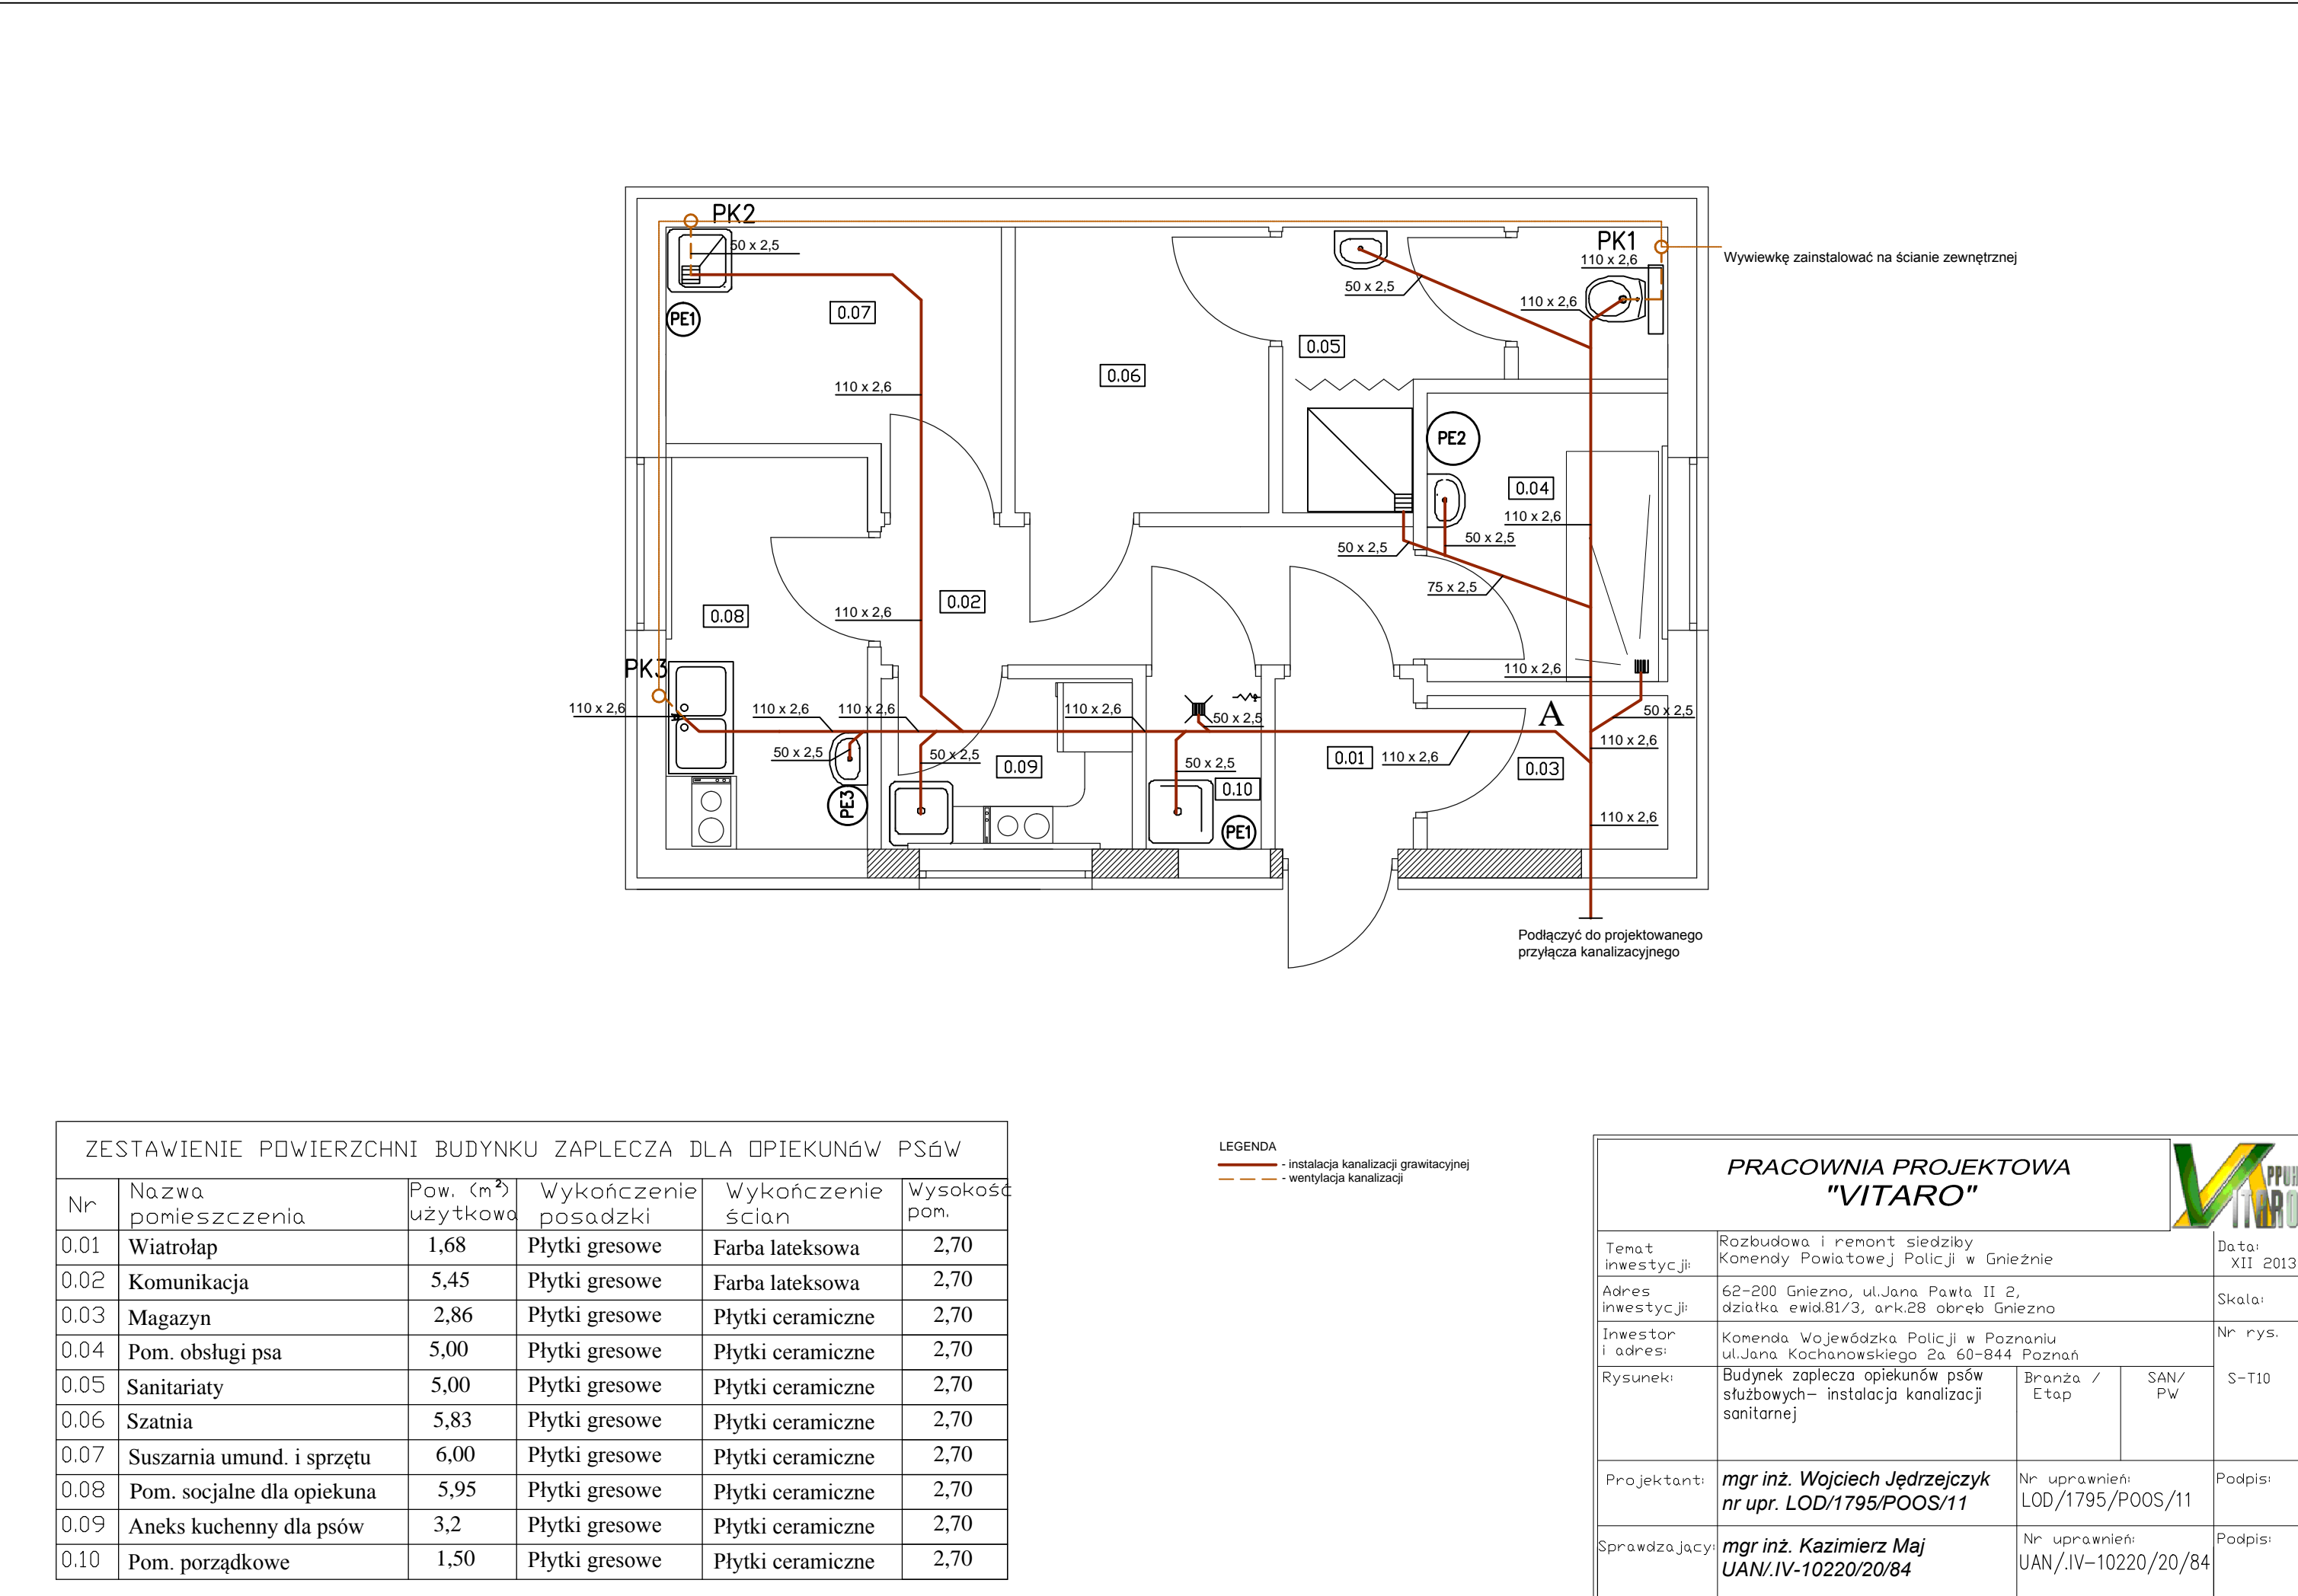 PK2
50 x 2,5
PE1
0.07
110 x 2,6
0.06
50 x 2,5
0.05
PK1
110 x 2,6
110 x 2,6
Wywiewkę zainstalować na ścianie zewnętrznej
PE2
0.04
110 x 2,6
50 x 2,5
50 x 2,5
75 x 2,5
0.02
110 x 2,6
0.08
PK3
110 x 2,6
110 x 2,6
110 x 2,6
110 x 2,6
50 x 2,5
110 x 2,6
A
50 x 2,5
110 x 2,6
50 x 2,5
50 x 2,5
0.09
50 x 2,5
0.10
0.01
110 x 2,6
0.03
PE3
PE1
110 x 2,6
Podłączyć do projektowanego
przyłącza kanalizacyjnego
ZESTAWIENIE POWIERZCHNI BUDYNKU ZAPLECZA DLA OPIEKUNóW PSóW
Nr
Nazwa
pomieszczenia
Pow. (m²)
użytkowa
Wykończenie
posadzki
Wykończenie
ścian
Wysokość
pom.
0.01 Wiatrołap 1,68 Płytki gresowe Farba lateksowa 2,70
0.02 Komunikacja 5,45 Płytki gresowe Farba lateksowa 2,70
0.03 Magazyn 2,86 Płytki gresowe Płytki ceramiczne 2,70
0.04 Pom. obsługi psa 5,00 Płytki gresowe Płytki ceramiczne 2,70
0.05 Sanitariaty 5,00 Płytki gresowe Płytki ceramiczne 2,70
0.06 Szatnia 5,83 Płytki gresowe Płytki ceramiczne 2,70
0.07 Suszarnia umund. i sprzętu 6,00 Płytki gresowe Płytki ceramiczne 2,70
0.08 Pom. socjalne dla opiekuna 5,95 Płytki gresowe Płytki ceramiczne 2,70
0.09 Aneks kuchenny dla psów 3,2 Płytki gresowe Płytki ceramiczne 2,70
0.10 Pom. porządkowe 1,50 Płytki gresowe Płytki ceramiczne 2,70
LEGENDA
- instalacja kanalizacji grawitacyjnej
- wentylacja kanalizacji
PRACOWNIA PROJEKTOWA
"VITARO"
PPUH
VITARO
Temat
inwestycji:
Rozbudowa i remont siedziby
Komendy Powiatowej Policji w Gnieźnie
Data:
XII 2013
Adres
inwestycji:
62-200 Gniezno, ul.Jana Pawła II 2,
działka ewid.81/3, ark.28 obręb Gniezno
Skala:
Inwestor
i adres:
Komenda Wojewódzka Policji w Poznaniu
ul.Jana Kochanowskiego 2a 60-844 Poznań
Nr rys.
Rysunek:
Budynek zaplecza opiekunów psów
służbowych– instalacja kanalizacji
sanitarnej
Branża /
Etap
SAN/
PW
S-T10
Projektant:
mgr inż. Wojciech Jędrzejczyk
nr upr. LOD/1795/POOS/11
Nr uprawnień:
LOD/1795/POOS/11
Podpis:
Sprawdzający:
mgr inż. Kazimierz Maj
UAN/.IV-10220/20/84
Nr uprawnień:
UAN/.IV-10220/20/84
Podpis: